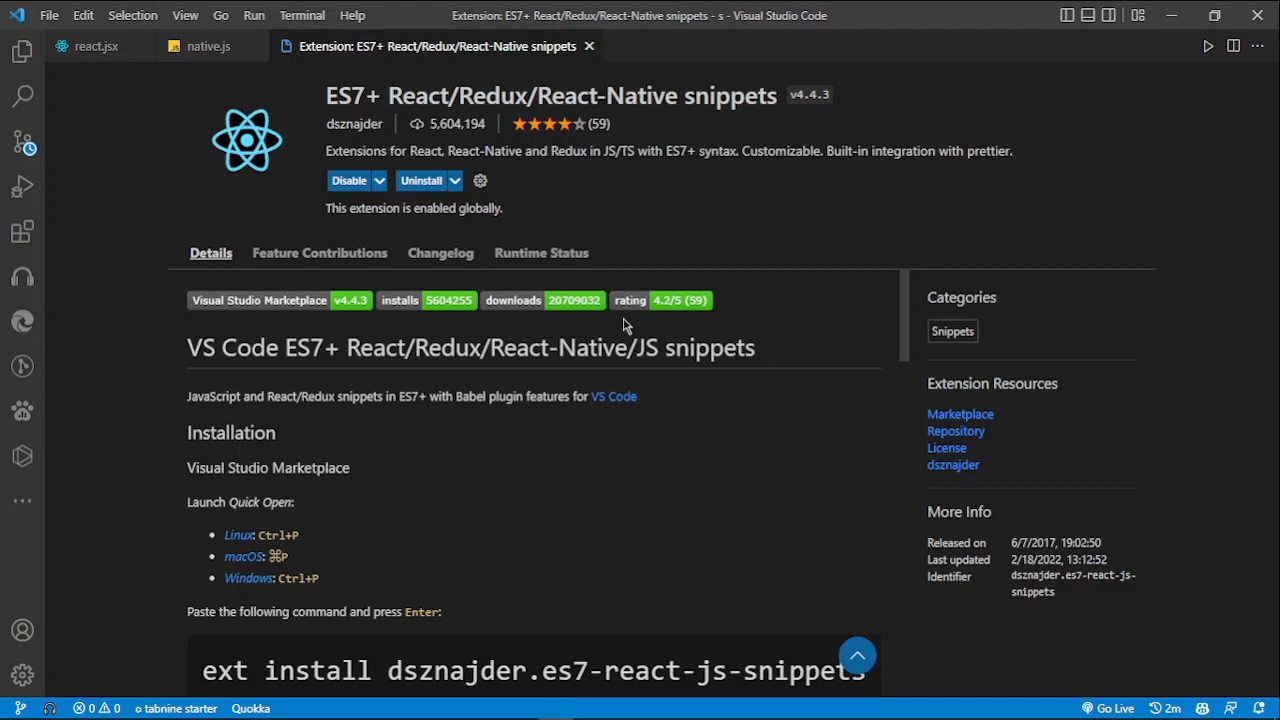 File Edit Selection View Go Run Terminal Help Extension: ES7+ React/Redux/React-Native snippets - s - Visual Studio Code
react.jsx JS native.js Extension: ES7+ React/Redux/React-Native snippets
ES7+ React/Redux/React-Native snippets v4.4.3
dsznajder 5,604,194 (59)
Extensions for React, React-Native and Redux in JS/TS with ES7+ syntax. Customizable. Built-in integration with prettier.
Disable Uninstall
This extension is enabled globally.
Details Feature Contributions Changelog Runtime Status
Visual Studio Marketplace v4.4.3 installs 5604255 downloads 20709032 rating 4.2/5 (59)
VS Code ES7+ React/Redux/React-Native/JS snippets
JavaScript and React/Redux snippets in ES7+ with Babel plugin features for VS Code
Installation
Visual Studio Marketplace
Launch Quick Open:
Linux: Ctrl+P
macOS: ⌘P
Windows: Ctrl+P
Paste the following command and press Enter:
ext install dsznajder.es7-react-js-snippets
Categories
Snippets
Extension Resources
Marketplace
Repository
License
dsznajder
More Info
Released on 6/7/2017, 19:02:50
Last updated 2/18/2022, 13:12:52
Identifier dsznajder.es7-react-js-
snippets
0 0 tabnine starter Quokka Go Live 2m